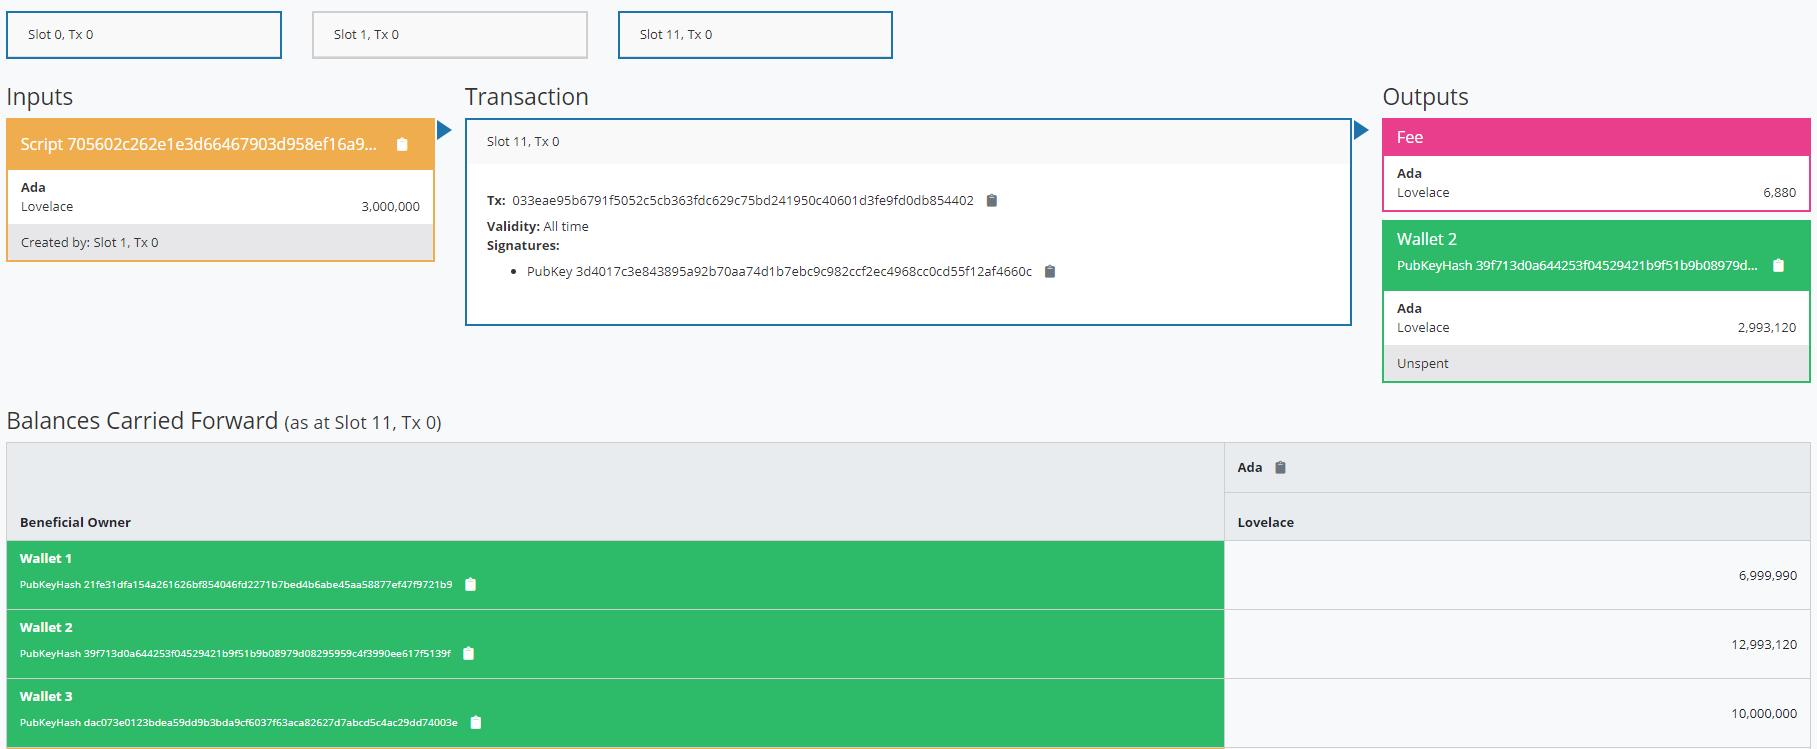 Slot 0, Tx 0
Slot 1, Tx 0
Slot 11, Tx 0
Inputs
Transaction
Outputs
Script 705602c262e1e3d66467903d958ef16a9...
Ada
Lovelace 3,000,000
Created by: Slot 1, Tx 0
Slot 11, Tx 0
Tx: 033eae95b6791f5052c5cb363fdc629c75bd241950c40601d3fe9fd0db854402
Validity: All time
Signatures:
• PubKey 3d4017c3e843895a92b70aa74d1b7ebc9c982ccf2ec4968cc0cd55f12af4660c
Fee
Ada
Lovelace 6,880
Wallet 2
PubKeyHash 39f713d0a644253f04529421b9f51b9b08979d...
Ada
Lovelace 2,993,120
Unspent
Balances Carried Forward (as at Slot 11, Tx 0)
Ada
Beneficial Owner Lovelace
Wallet 1
PubKeyHash 21fe31dfa154a261626bf854046fd2271b7bed4b6abe45aa58877ef47f9721b9
6,999,990
Wallet 2
PubKeyHash 39f713d0a644253f04529421b9f51b9b08979d08295959c4f3990ee617f5139f
12,993,120
Wallet 3
PubKeyHash dac073e0123bdea59dd9b3bda9cf6037f63aca82627d7abcd5c4ac29dd74003e
10,000,000